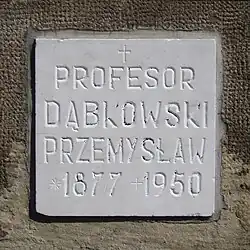 +
PROFESOR
DĄBKOWSKI
PRZEMYSŁAW
*1877 +1950